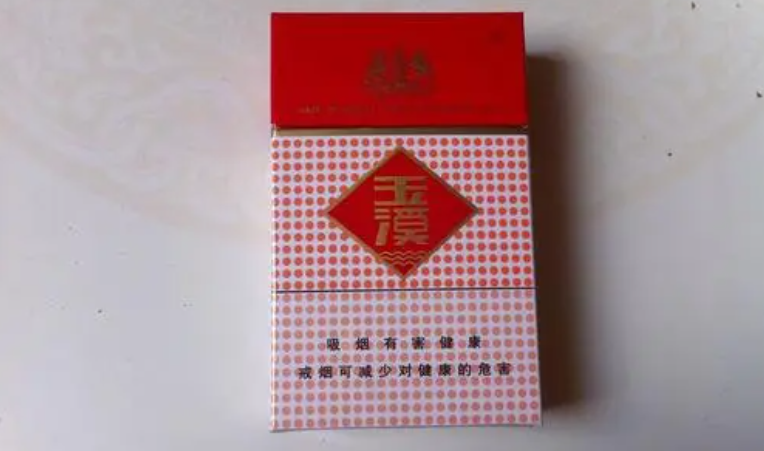 玉
溪
吸烟有害健康
戒烟可减少对健康的危害